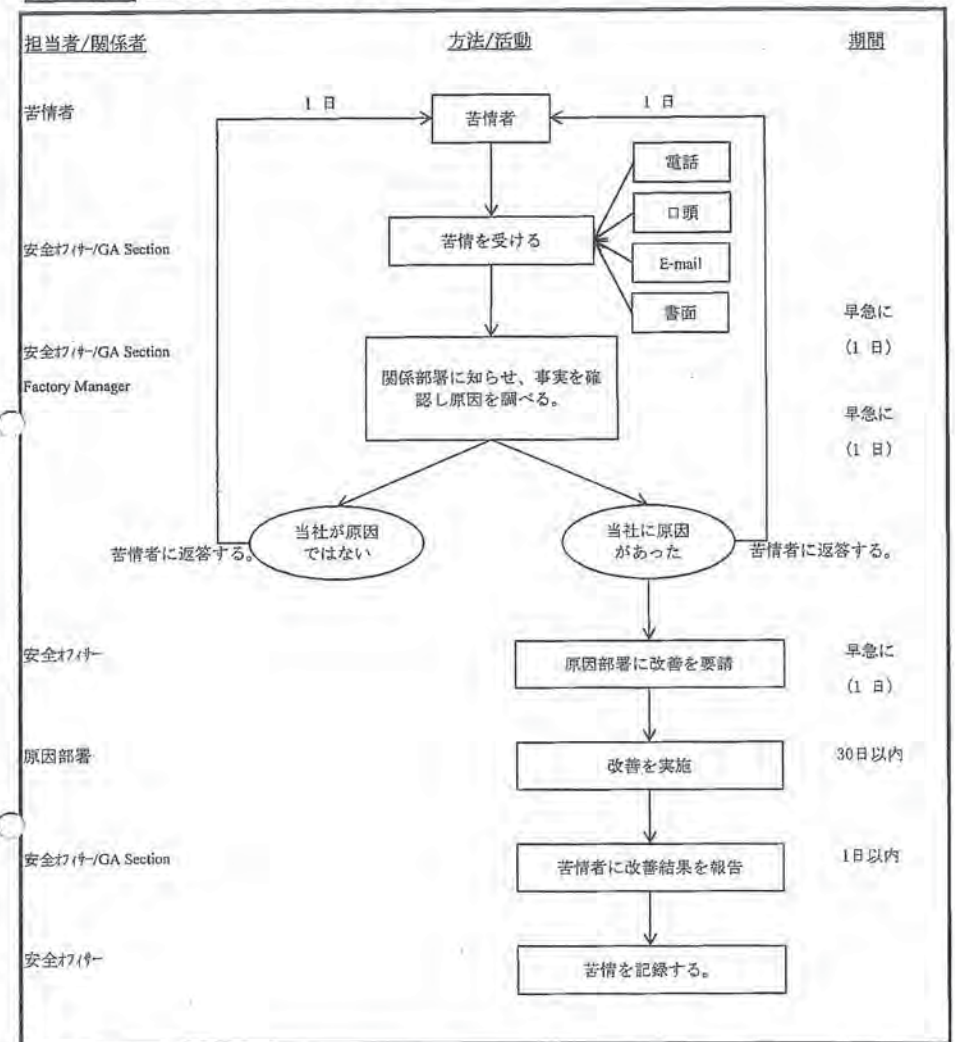 担当者/関係者 方法/活動 期間
苦情者
1 日 1 日
苦情者
電話
口頭
苦情を受ける
安全ｵﾌｨｻｰ/GA Section
E-mail
書面
早急に
(1 日)
安全ｵﾌｨｻｰ/GA Section
Factory Manager
関係部署に知らせ、事実を確
認し原因を調べる。
早急に
(1 日)
当社が原因
ではない
当社に原因
があった
苦情者に返答する。 苦情者に返答する。
安全ｵﾌｨｻｰ
原因部署に改善を要請
早急に
(1 日)
原因部署
改善を実施
30日以内
安全ｵﾌｨｻｰ/GA Section
苦情者に改善結果を報告
1日以内
安全ｵﾌｨｻｰ
苦情を記録する。